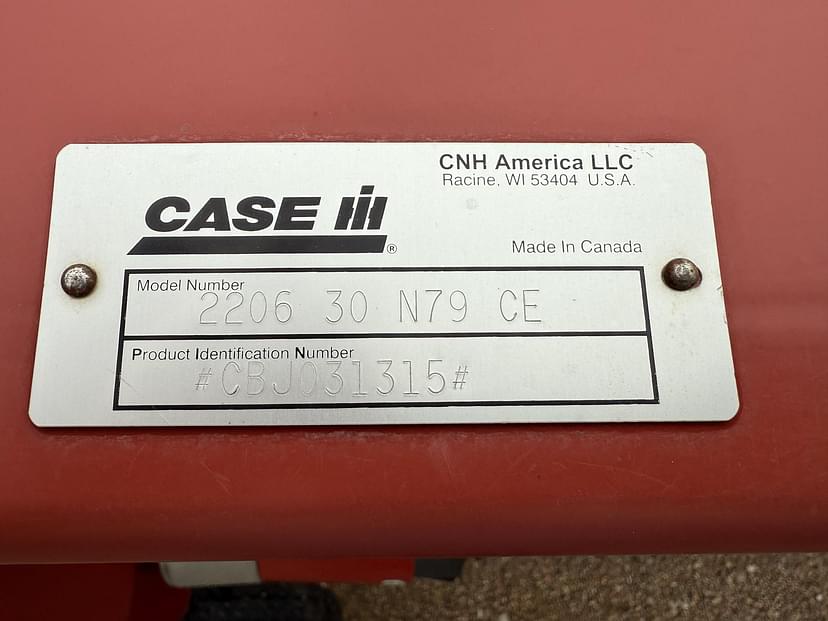 CNH America LLC
Racine, WI 53404 U.S.A.
CASE IH ®
Made In Canada
Model Number
2206 30 N79 CE
Product Identification Number
#CBJ031315#